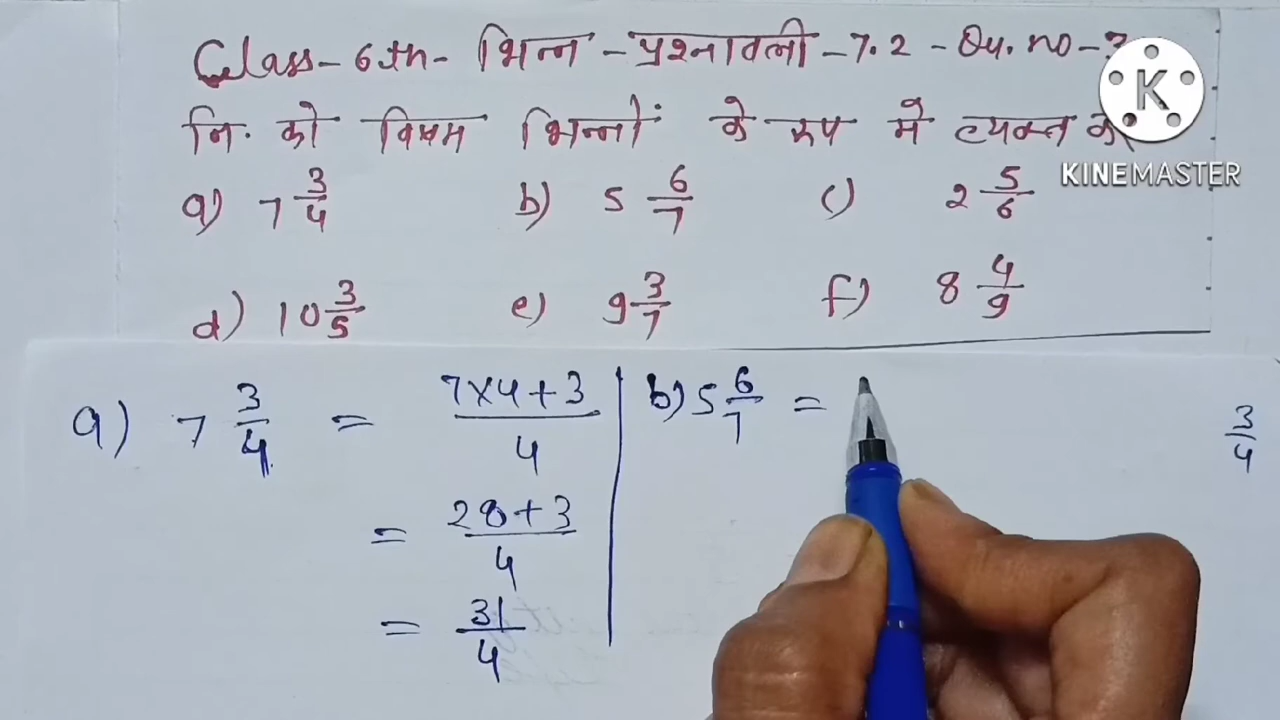 Class-6th- भिन्न - प्रश्नावली - 7.2 - Qu. no -
नि. को विषम भिन्नों के रूप में व्यक्त
K
KINEMASTER
a) 7 3/4 b) 5 6/7 c) 2 5/6
d) 10 3/5 e) 9 3/7 f) 8 4/9
a) 7 3/4 = 7×4+3/4
= 28+3/4
= 31/4
b) 5 6/7 =
3/4